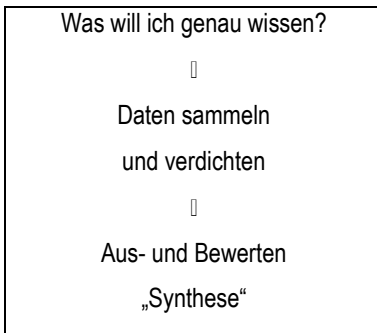 Was will ich genau wissen?
Daten sammeln
und verdichten
Aus- und Bewerten
„Synthese“